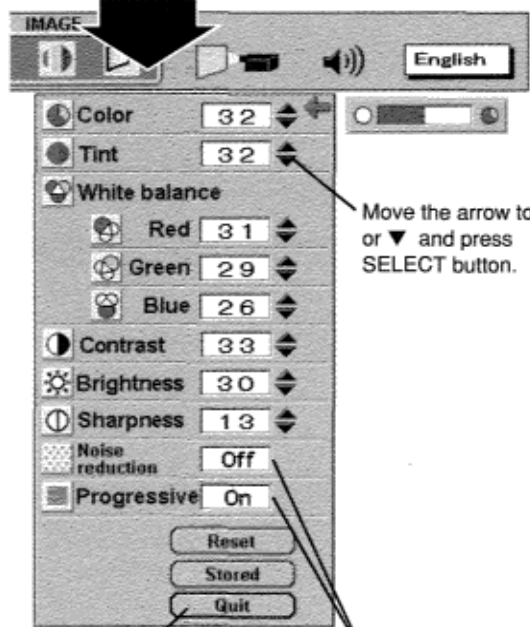 IMAGE
English
Color 32
Tint 32
White balance
Red 31
Green 29
Blue 26
Contrast 33
Brightness 30
Sharpness 13
Noise
reduction Off
Progressive On
Reset
Stored
Quit
Move the arrow to
or ▼ and press
SELECT button.